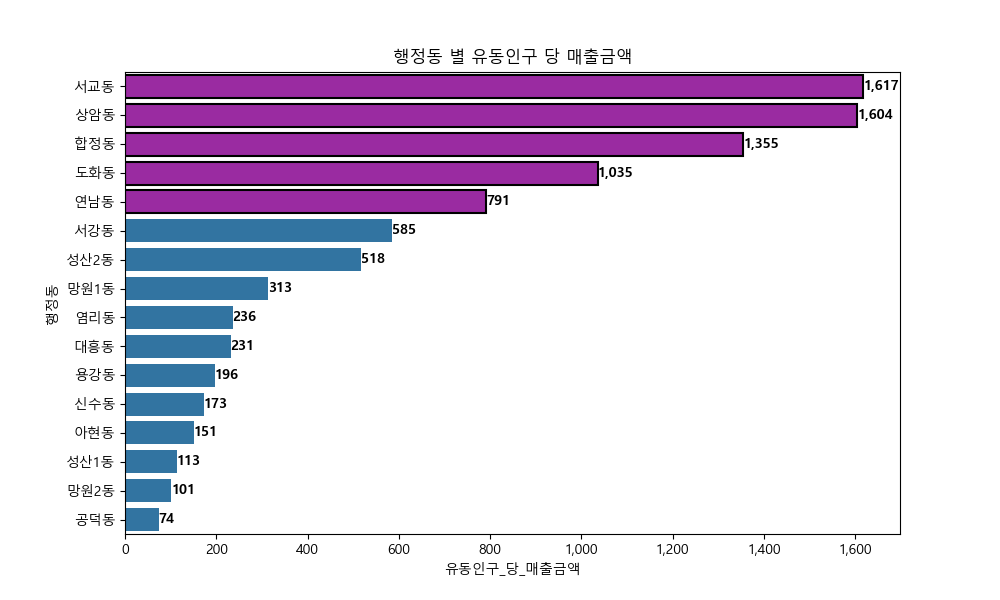 행정동 별 유동인구 당 매출금액
서교동 1,617
상암동 1,604
합정동 1,355
도화동 1,035
연남동 791
서강동 585
성산2동 518
망원1동 313
염리동 236
대흥동 231
용강동 196
신수동 173
아현동 151
성산1동 113
망원2동 101
공덕동 74
행정동
0 200 400 600 800 1,000 1,200 1,400 1,600
유동인구_당_매출금액